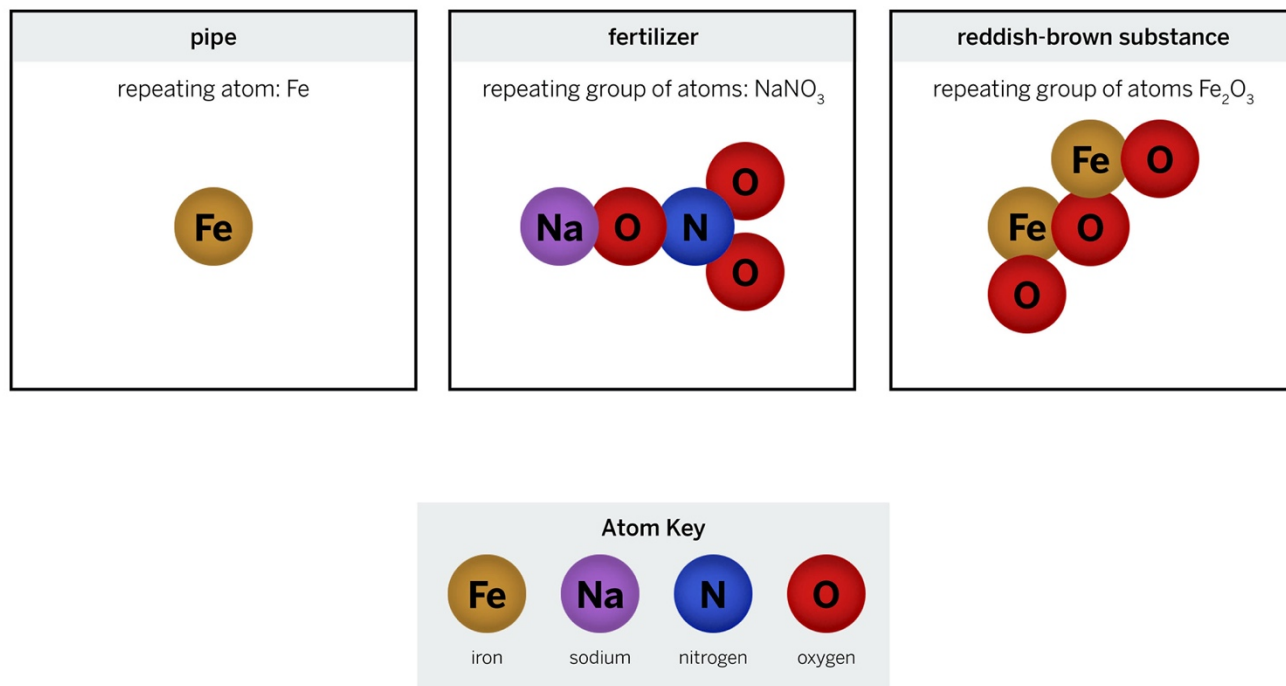 pipe
repeating atom: Fe
Fe
fertilizer
repeating group of atoms: NaNO₃
O
Na O N
O
reddish-brown substance
repeating group of atoms Fe₂O₃
Fe O
Fe O
O
Atom Key
Fe Na N O
iron sodium nitrogen oxygen